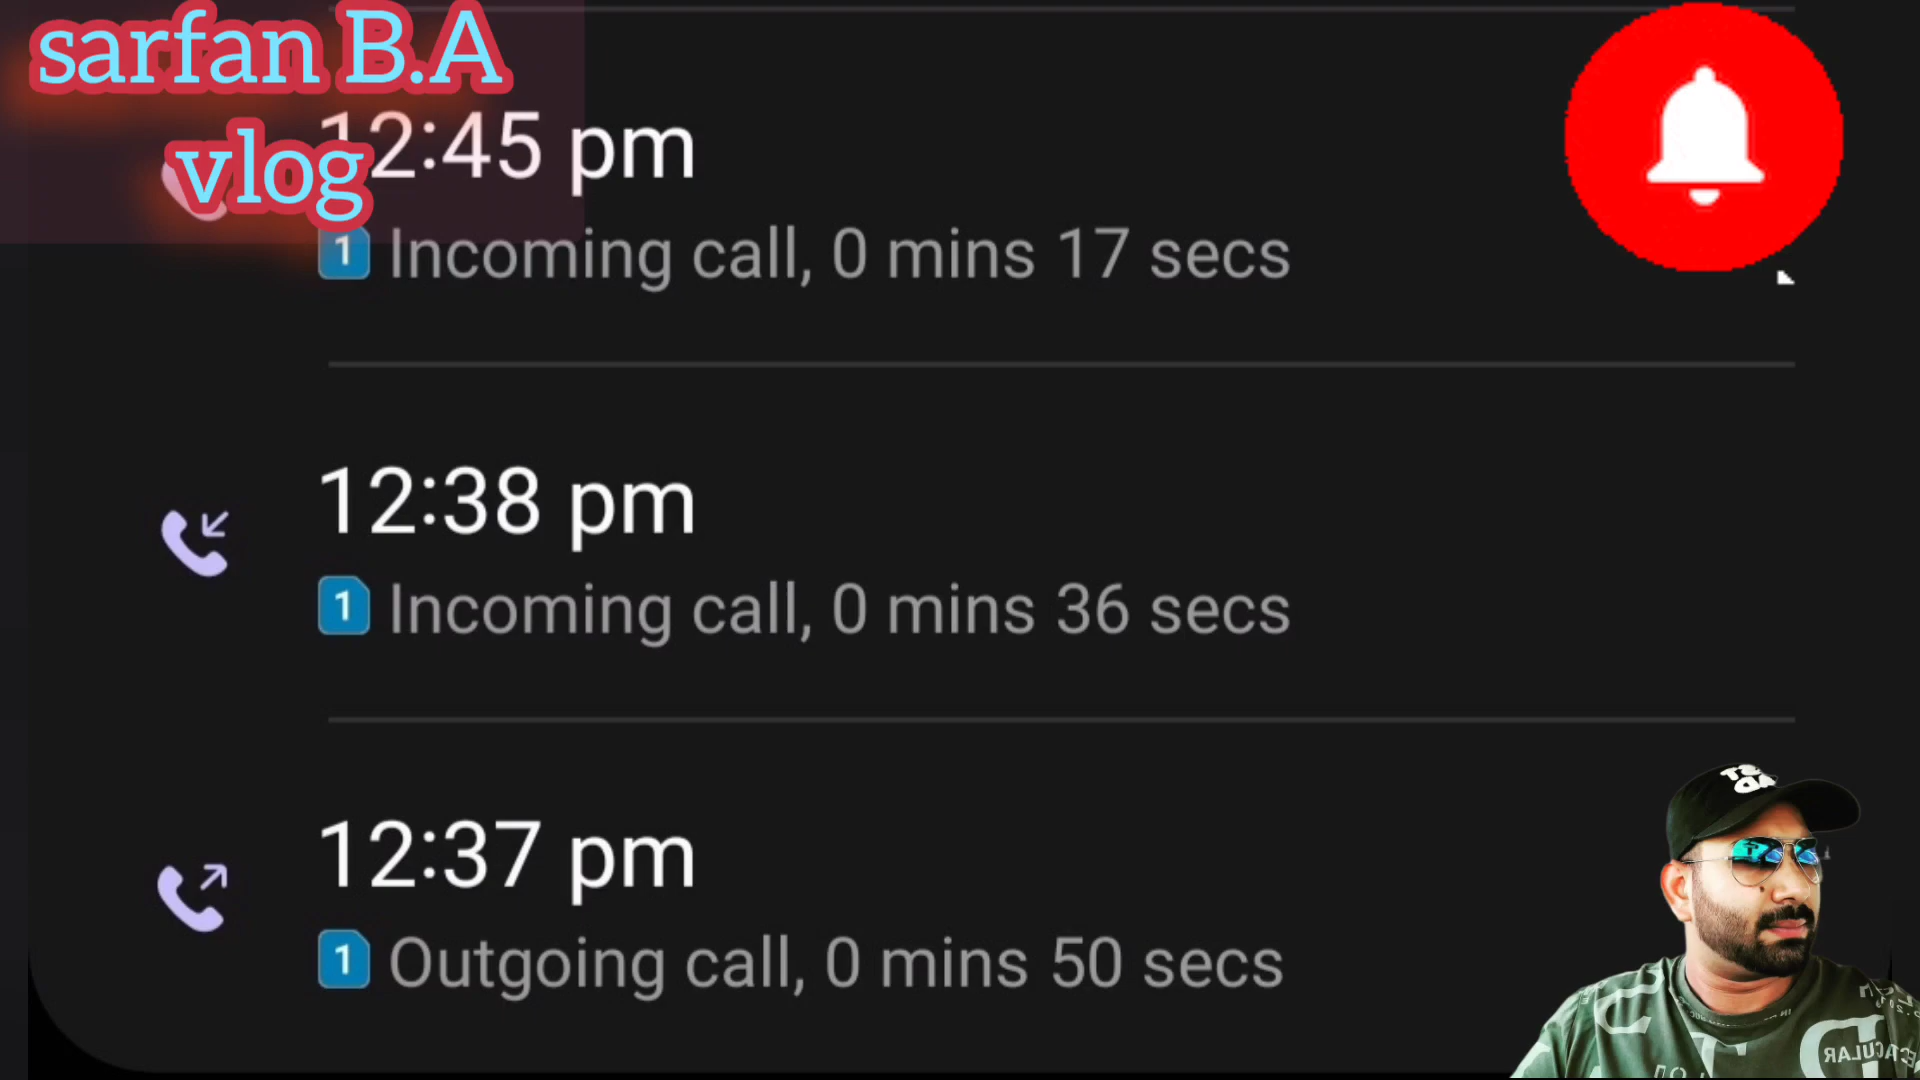 sarfan B.A
vlog
12:45 pm
1 Incoming call, 0 mins 17 secs
12:38 pm
1 Incoming call, 0 mins 36 secs
12:37 pm
1 Outgoing call, 0 mins 50 secs